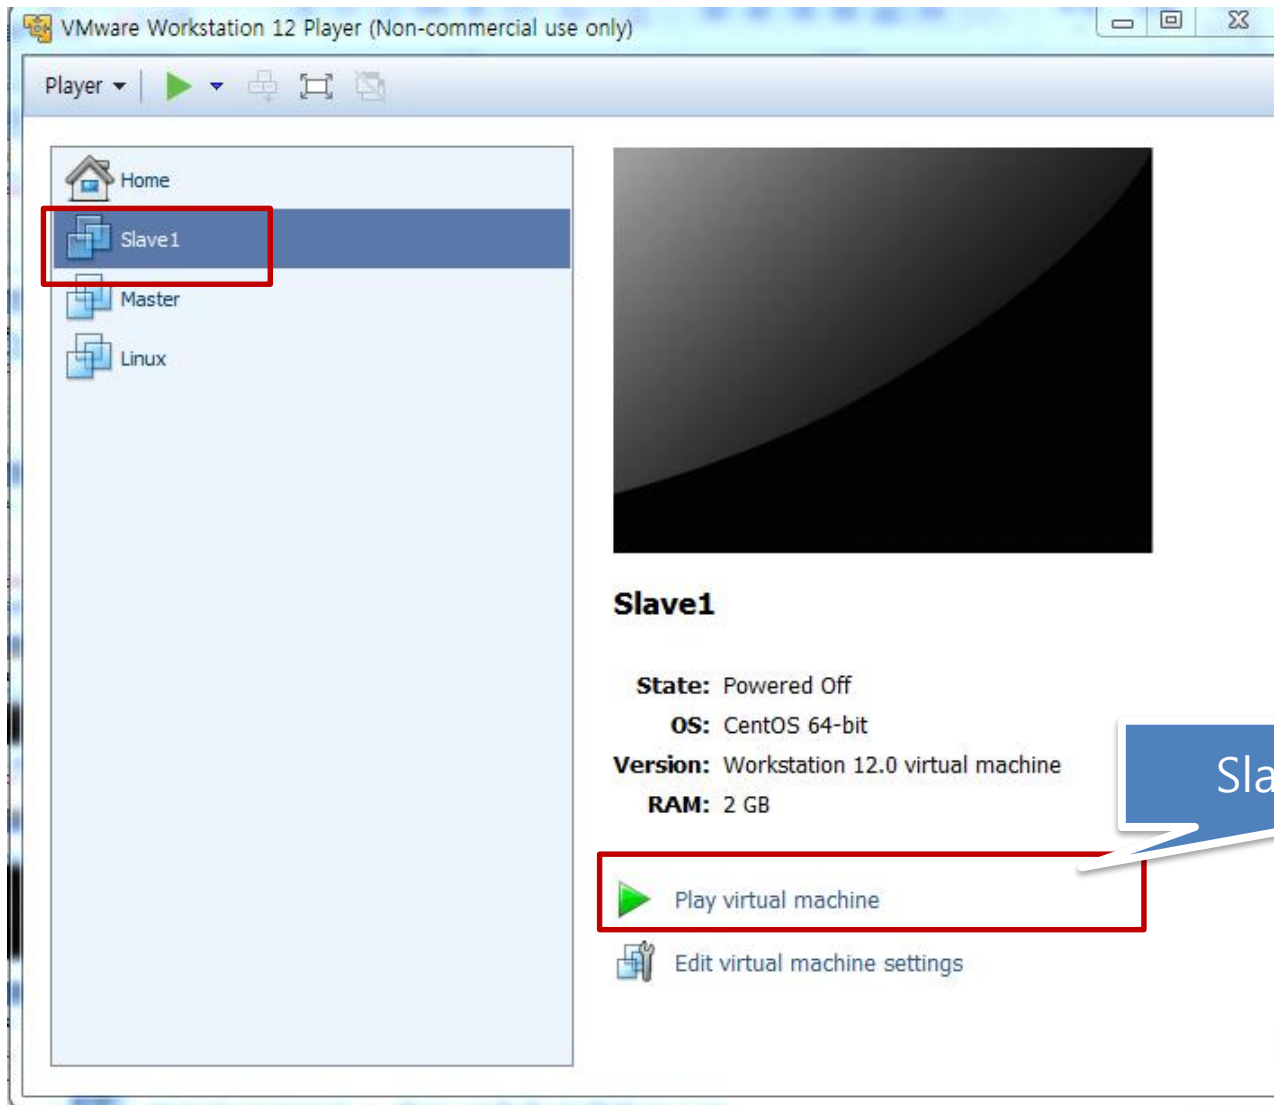 VMware Workstation 12 Player (Non-commercial use only)
Player
Home
Slave1
Master
Linux
Slave1
State: Powered Off
OS: CentOS 64-bit
Version: Workstation 12.0 virtual machine
RAM: 2 GB
Play virtual machine
Edit virtual machine settings